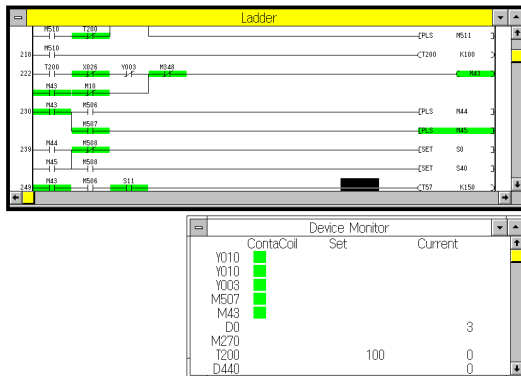 Ladder
M510 T200
[PLS M511 ]
218 M510
(T200 K100 )
222 T200 X026 Y003 M348
( M43 )
M43 M10
230 M43 M506
[PLS M44 ]
M507
[PLS M45 ]
239 M44 M508
[SET S0 ]
M45 M508
[SET S40 ]
249 M43 M506 S11
(T57 K150 )
Device Monitor
ContaCoil Set Current
Y010
Y010
Y003
M507
M43
D0 3
M270
T200 100 0
D440 0